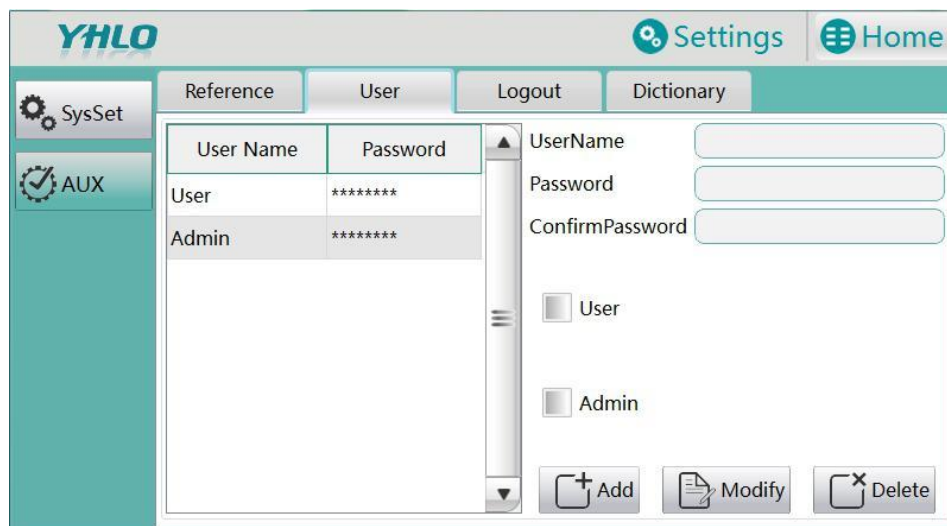 YHLO
Settings
Home
SysSet
AUX
Reference User Logout Dictionary
User Name Password
User ********
Admin ********
UserName
Password
ConfirmPassword
User
Admin
Add Modify Delete